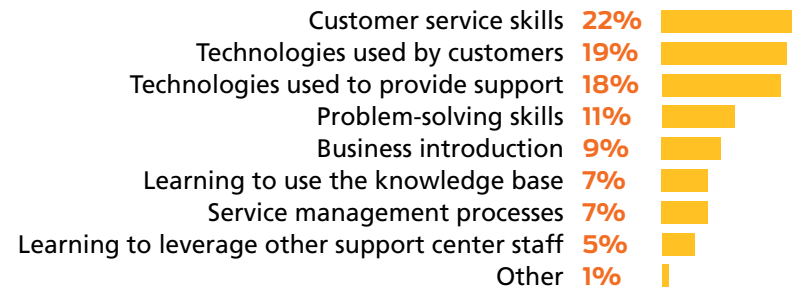 Customer service skills 22%
Technologies used by customers 19%
Technologies used to provide support 18%
Problem-solving skills 11%
Business introduction 9%
Learning to use the knowledge base 7%
Service management processes 7%
Learning to leverage other support center staff 5%
Other 1%